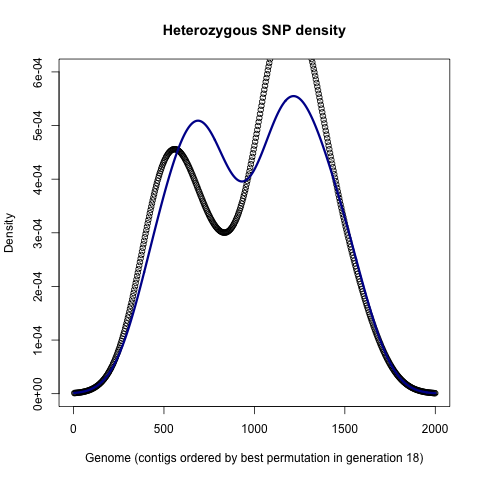 Heterozygous SNP density
6e-04
5e-04
4e-04
3e-04
2e-04
1e-04
0e+00
Density
0 500 1000 1500 2000
Genome (contigs ordered by best permutation in generation 18)